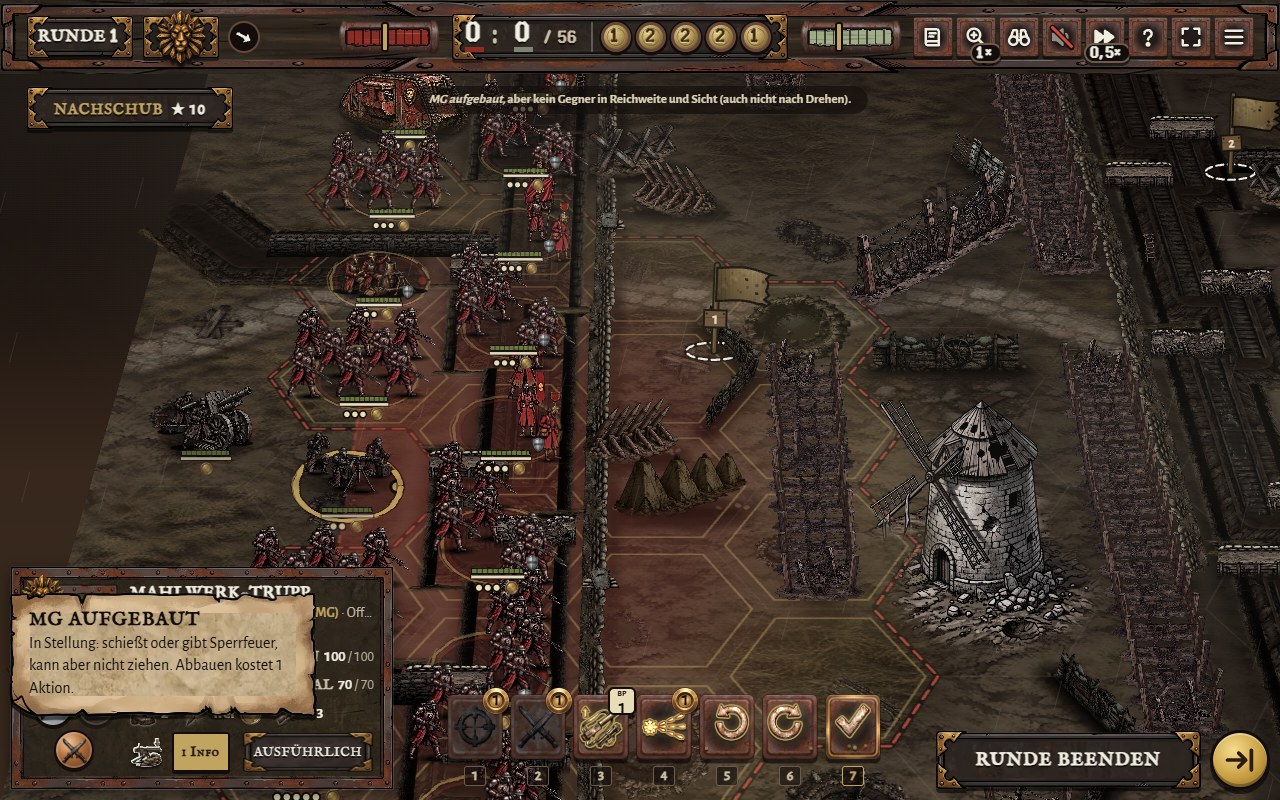 RUNDE 1
0 : 0 / 56
1 2 2 2 1
1×
0,5×
?
NACHSCHUB ★ 10
MG aufgebaut, aber kein Gegner in Reichweite und Sicht (auch nicht nach Drehen).
2
1
MAHLWERK-TRUPP
(MG) · Off...
MG AUFGEBAUT
In Stellung: schießt oder gibt Sperrfeuer,
kann aber nicht ziehen. Abbauen kostet 1
Aktion.
100 / 100
70 / 70
3
1 INFO
AUSFÜHRLICH
1 1 BP 1 1
1 2 3 4 5 6 7
RUNDE BEENDEN